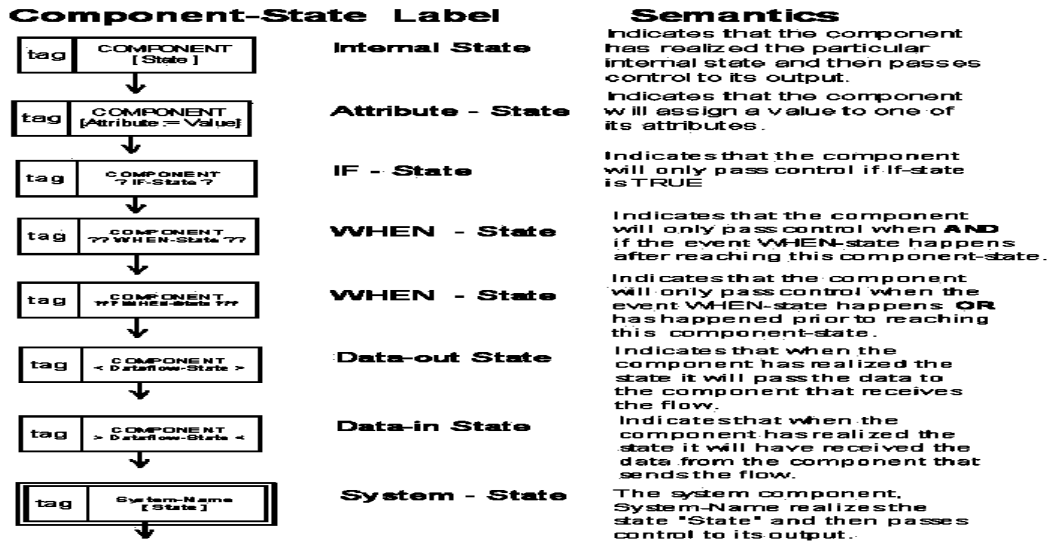 Component-State Label Semantics
tag COMPONENT
[ State ]
Internal State
Indicates that the component
has realized the particular
internal state and then passes
control to its output.
tag COMPONENT
[Attribute := Value]
Attribute - State
Indicates that the component
will assign a value to one of
its attributes.
tag COMPONENT
? IF-State ?
IF - State
Indicates that the component
will only pass control if If-state
is TRUE
tag COMPONENT
?? WHEN-State ??
WHEN - State
Indicates that the component
will only pass control when AND
if the event WHEN-state happens
after reaching this component-state.
tag COMPONENT
??? WHEN-State ???
WHEN - State
Indicates that the component
will only pass control when the
event WHEN-state happens OR
has happened prior to reaching
this component-state.
tag COMPONENT
< Dataflow-State >
Data-out State
Indicates that when the
component has realized the
state it will pass the data to
the component that receives
the flow.
tag COMPONENT
> Dataflow-State <
Data-in State
Indicates that when the
component has realized the
state it will have received the
data from the component that
sends the flow.
tag System-Name
[ State ]
System - State
The system component,
System-Name realizes the
state "State" and then passes
control to its output.